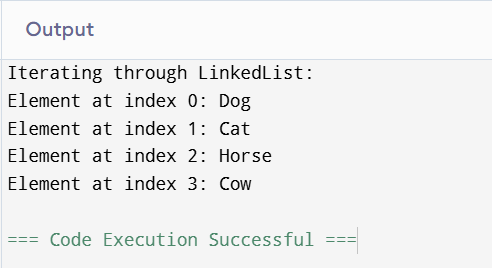 Output
Iterating through LinkedList:
Element at index 0: Dog
Element at index 1: Cat
Element at index 2: Horse
Element at index 3: Cow
=== Code Execution Successful ===